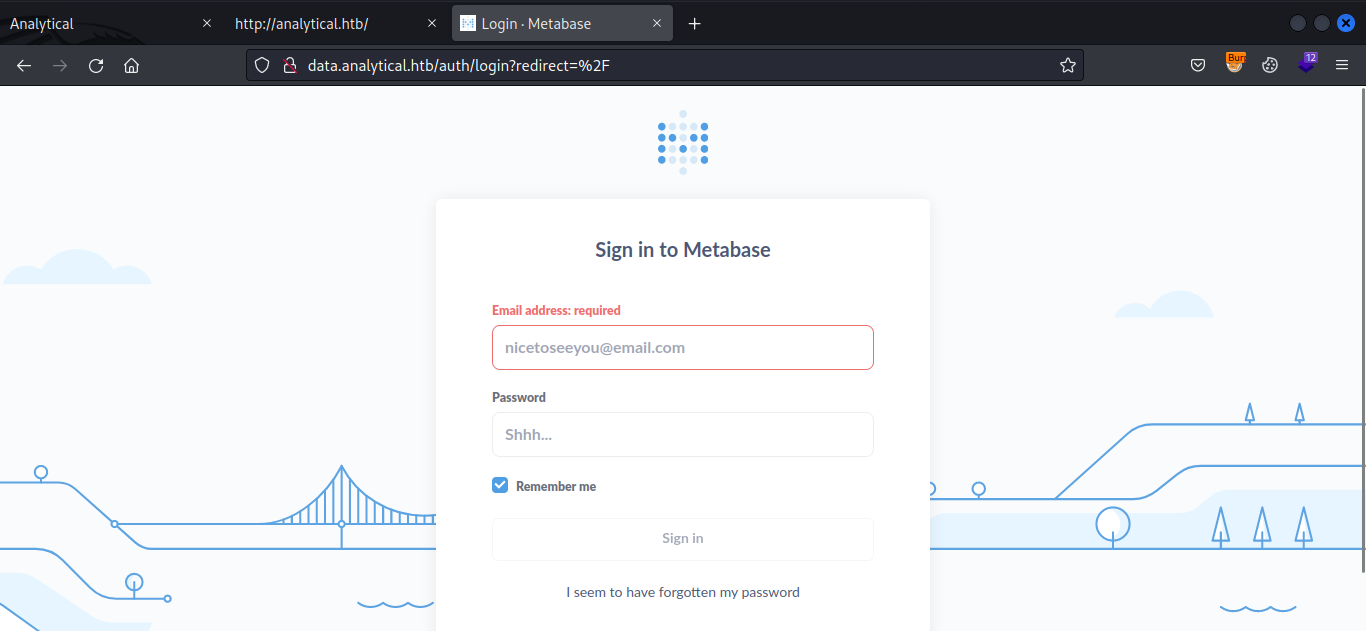 Analytical
http://analytical.htb/
Login · Metabase
data.analytical.htb/auth/login?redirect=%2F
Burp
12
Sign in to Metabase
Email address: required
nicetoseeyou@email.com
Password
Shhh...
Remember me
Sign in
I seem to have forgotten my password